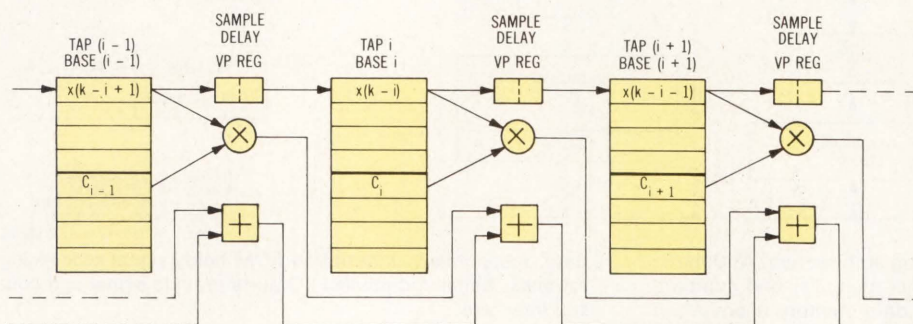 SAMPLE DELAY VP REG
SAMPLE DELAY VP REG
SAMPLE DELAY VP REG
TAP (i – 1)
BASE (i – 1)
TAP i
BASE i
TAP (i + 1)
BASE (i + 1)
x(k – i + 1)
x(k – i)
x(k – i – 1)
×
×
×
C i – 1
C i
C i + 1
+
+
+